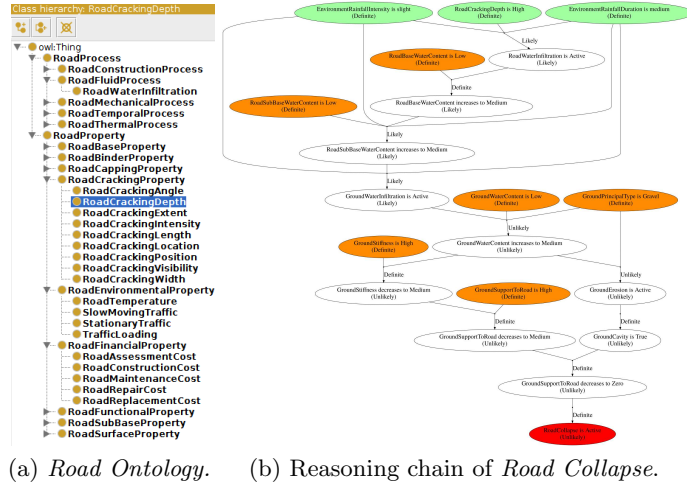 Class hierarchy: RoadCrackingDepth
owl:Thing
RoadProcess
RoadConstructionProcess
RoadFluidProcess
RoadWaterInfiltration
RoadMechanicalProcess
RoadTemporalProcess
RoadThermalProcess
RoadProperty
RoadBaseProperty
RoadBinderProperty
RoadCappingProperty
RoadCrackingProperty
RoadCrackingAngle
RoadCrackingDepth
RoadCrackingExtent
RoadCrackingIntensity
RoadCrackingLength
RoadCrackingLocation
RoadCrackingPosition
RoadCrackingVisibility
RoadCrackingWidth
RoadEnvironmentalProperty
RoadTemperature
SlowMovingTraffic
StationaryTraffic
TrafficLoading
RoadFinancialProperty
RoadAssessmentCost
RoadConstructionCost
RoadMaintenanceCost
RoadRepairCost
RoadReplacementCost
RoadFunctionalProperty
RoadSubBaseProperty
RoadSurfaceProperty
(a) Road Ontology.
EnvironmentRainfallIntensity is slight
(Definite)
RoadCrackingDepth is High
(Definite)
EnvironmentRainfallDuration is medium
(Definite)
Likely
RoadBaseWaterContent is Low
(Definite)
RoadWaterInfiltration is Active
(Likely)
Definite
RoadSubBaseWaterContent is Low
(Definite)
RoadBaseWaterContent increases to Medium
(Likely)
Likely
RoadSubBaseWaterContent increases to Medium
(Likely)
Likely
GroundWaterInfiltration is Active
(Likely)
GroundWaterContent is Low
(Definite)
GroundPrincipalType is Gravel
(Definite)
Unlikely
GroundStiffness is High
(Definite)
GroundWaterContent increases to Medium
(Unlikely)
Definite
Unlikely
GroundStiffness decreases to Medium
(Unlikely)
GroundSupportToRoad is High
(Definite)
GroundErosion is Active
(Unlikely)
Definite
Definite
GroundSupportToRoad decreases to Medium
(Unlikely)
GroundCavity is True
(Unlikely)
Definite
GroundSupportToRoad decreases to Zero
(Unlikely)
Definite
RoadCollapse is Active
(Unlikely)
(b) Reasoning chain of Road Collapse.